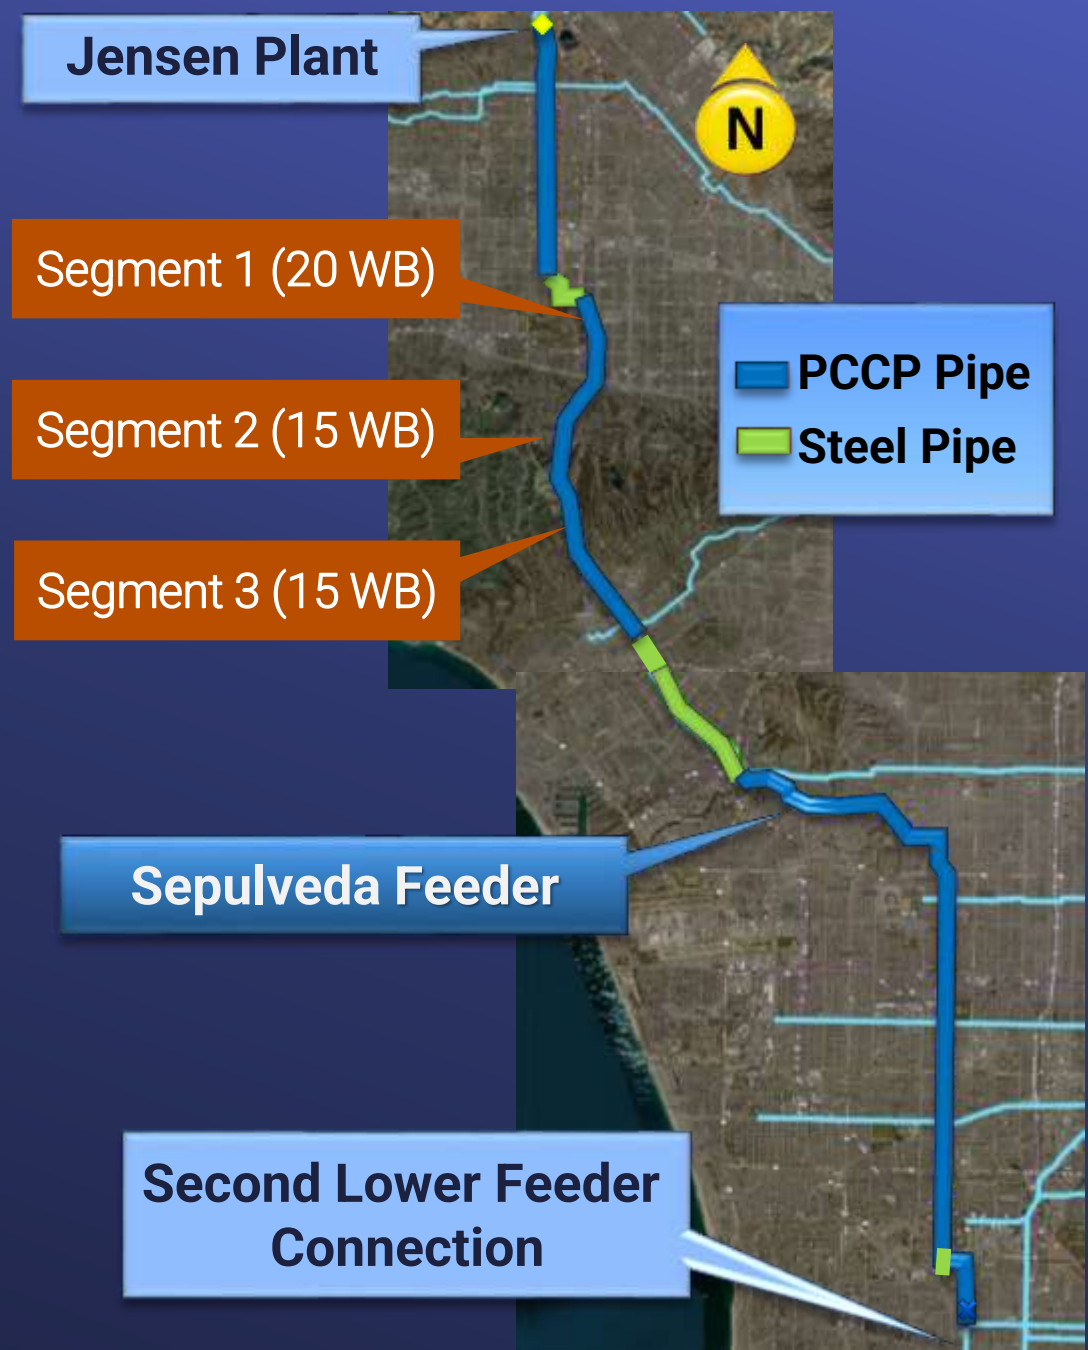 Jensen Plant
N
Segment 1 (20 WB)
Segment 2 (15 WB)
Segment 3 (15 WB)
PCCP Pipe
Steel Pipe
Sepulveda Feeder
Second Lower Feeder
Connection